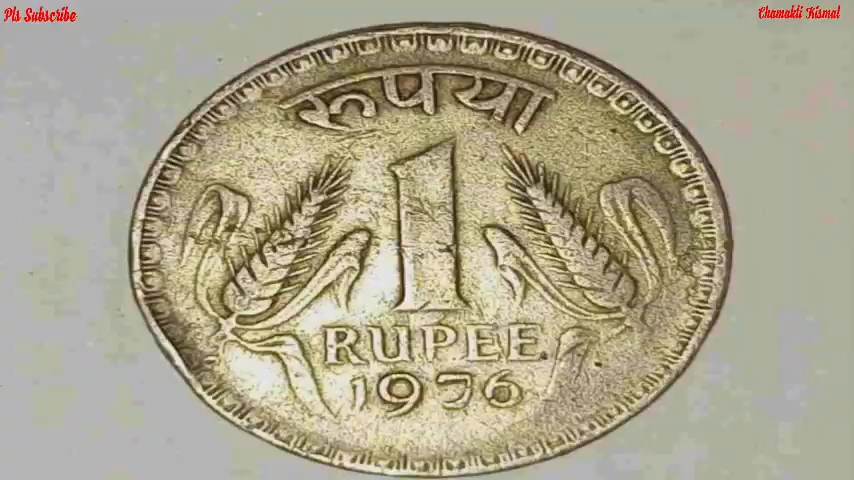 Pls Subscribe
Chamakti Kismat
रूपया
1
RUPEE
1976